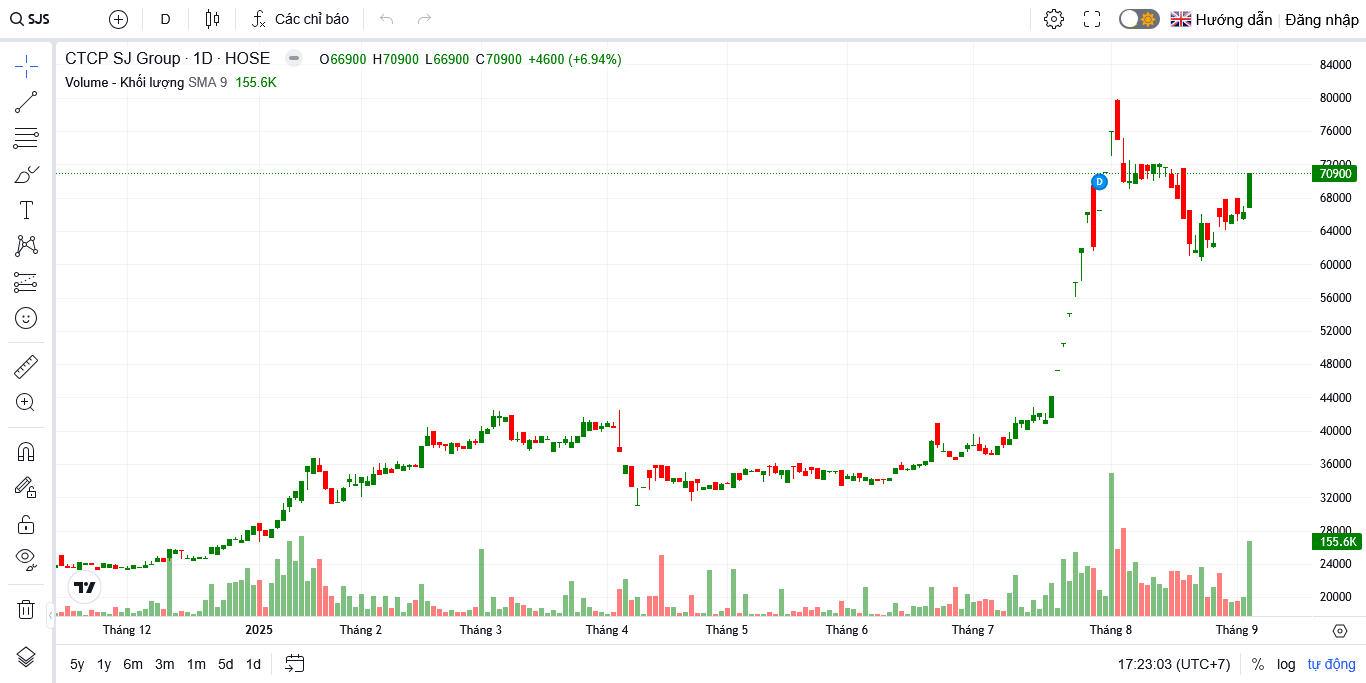 SJS D Các chỉ báo Hướng dẫn Đăng nhập
CTCP SJ Group · 1D · HOSE O66900 H70900 L66900 C70900 +4600 (+6.94%)
Volume - Khối lượng SMA 9 155.6K
84000
80000
76000
72000
70900
68000
64000
60000
56000
52000
48000
44000
40000
36000
32000
28000
155.6K
24000
20000
D
Tháng 12 2025 Tháng 2 Tháng 3 Tháng 4 Tháng 5 Tháng 6 Tháng 7 Tháng 8 Tháng 9
5y 1y 6m 3m 1m 5d 1d 17:23:03 (UTC+7) % log tự động